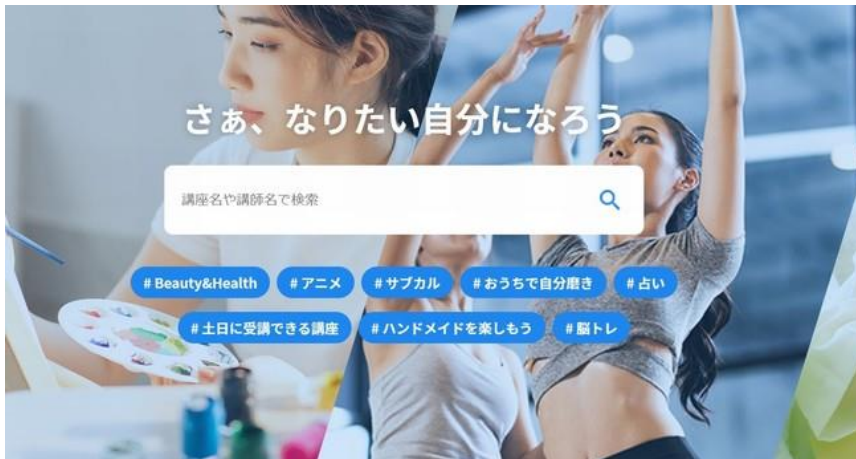 さぁ、なりたい自分になろう
講座名や講師名で検索
# Beauty&Health # アニメ # サブカル # おうちで自分磨き # 占い
# 土日に受講できる講座 # ハンドメイドを楽しもう # 脳トレ